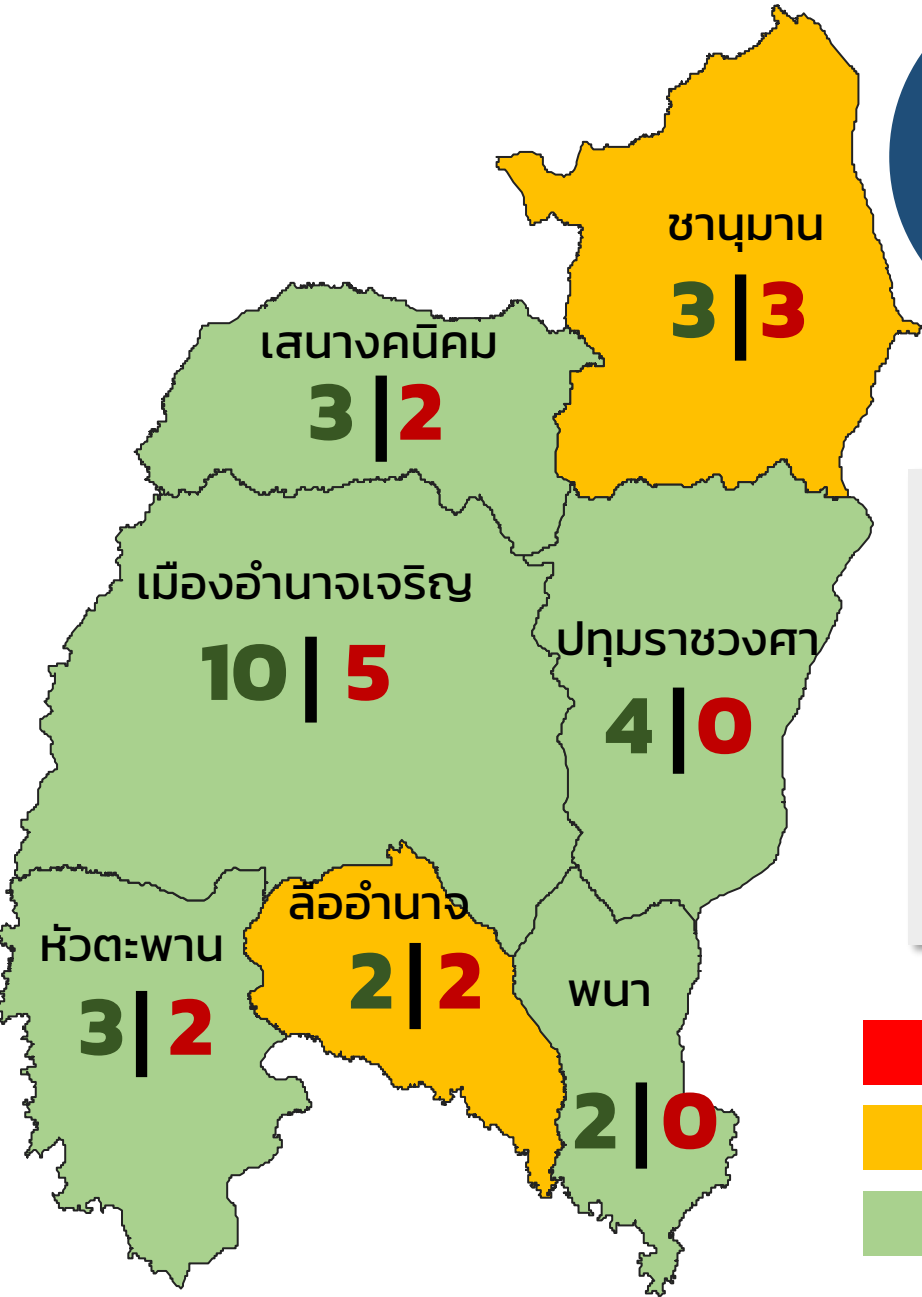 ชานุมาน
3|3
เสนางคนิคม
3|2
เมืองอำนาจเจริญ
10|5
ปทุมราชวงศา
4|0
ลืออำนาจ
2|2
หัวตะพาน
3|2
พนา
2|0